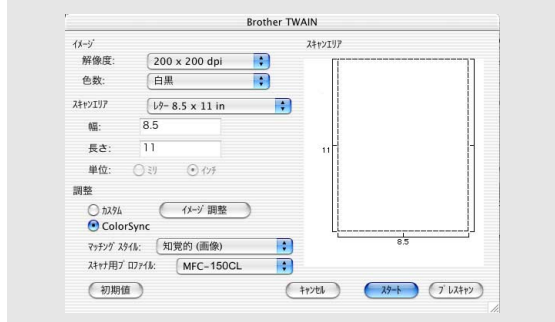 Brother TWAIN
ｲﾒｰｼﾞ
解像度: 200 x 200 dpi
色数: 白黒
ｽｷｬﾝｴﾘｱ ﾚﾀｰ 8.5 x 11 in
幅: 8.5
長さ: 11
単位: ﾐﾘ ｲﾝﾁ
調整
ｶｽﾀﾑ ｲﾒｰｼﾞ 調整
ColorSync
ﾏｯﾁﾝｸﾞ ｽﾀｲﾙ: 知覚的 (画像)
ｽｷｬﾅ用ﾌﾟﾛﾌｧｲﾙ: MFC-150CL
初期値
ｽｷｬﾝｴﾘｱ
11
8.5
ｷｬﾝｾﾙ ｽﾀｰﾄ ﾌﾟﾚｽｷｬﾝ